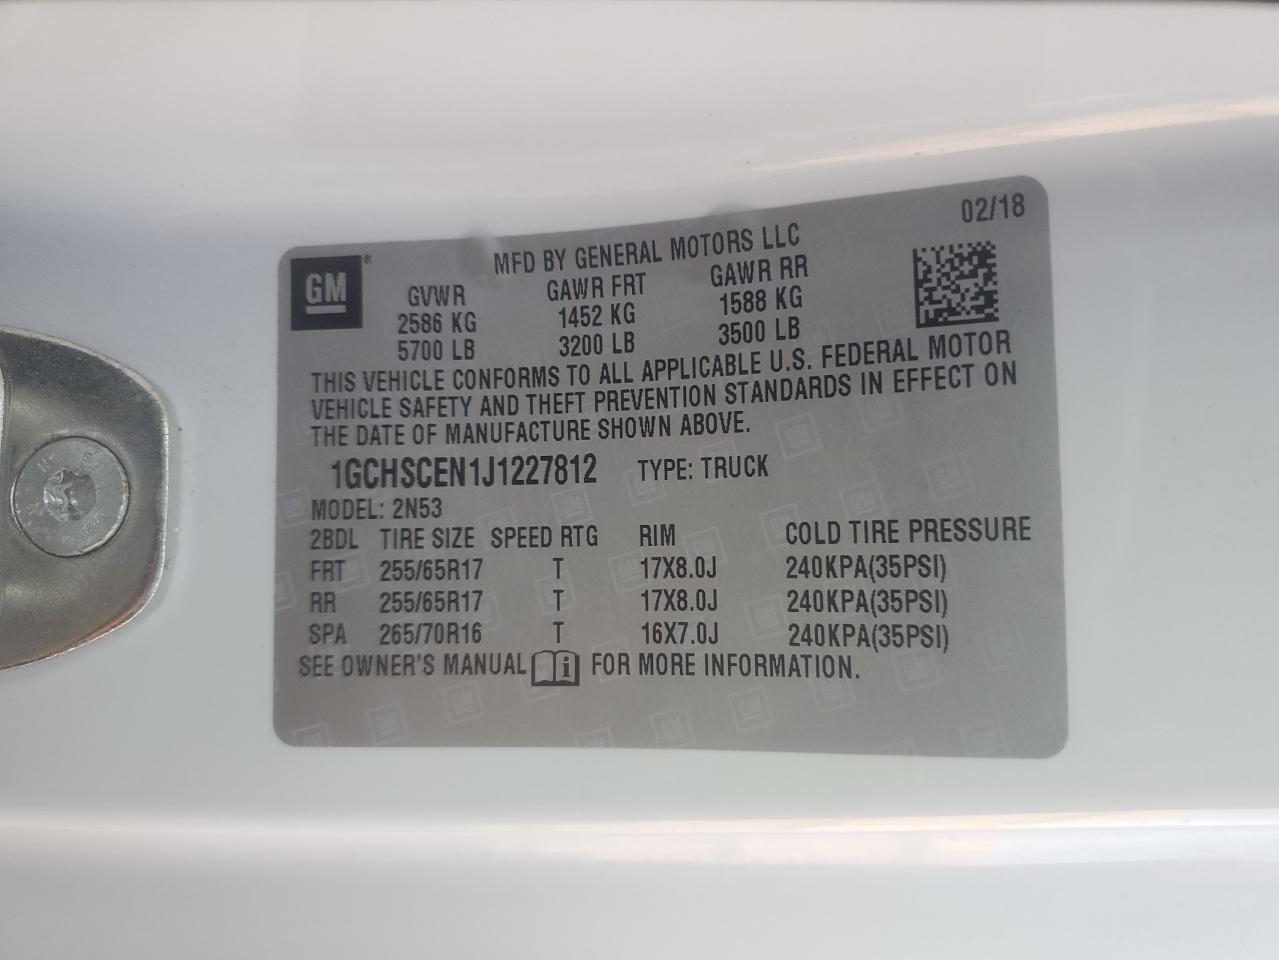 02/18
MFD BY GENERAL MOTORS LLC
GM®
GVWR GAWR FRT GAWR RR
2586 KG 1452 KG 1588 KG
5700 LB 3200 LB 3500 LB
THIS VEHICLE CONFORMS TO ALL APPLICABLE U.S. FEDERAL MOTOR
VEHICLE SAFETY AND THEFT PREVENTION STANDARDS IN EFFECT ON
THE DATE OF MANUFACTURE SHOWN ABOVE.
1GCHSCEN1J1227812 TYPE: TRUCK
MODEL: 2N53
2BDL TIRE SIZE SPEED RTG RIM COLD TIRE PRESSURE
FRT 255/65R17 T 17X8.0J 240KPA(35PSI)
RR 255/65R17 T 17X8.0J 240KPA(35PSI)
SPA 265/70R16 T 16X7.0J 240KPA(35PSI)
SEE OWNER'S MANUAL i FOR MORE INFORMATION.